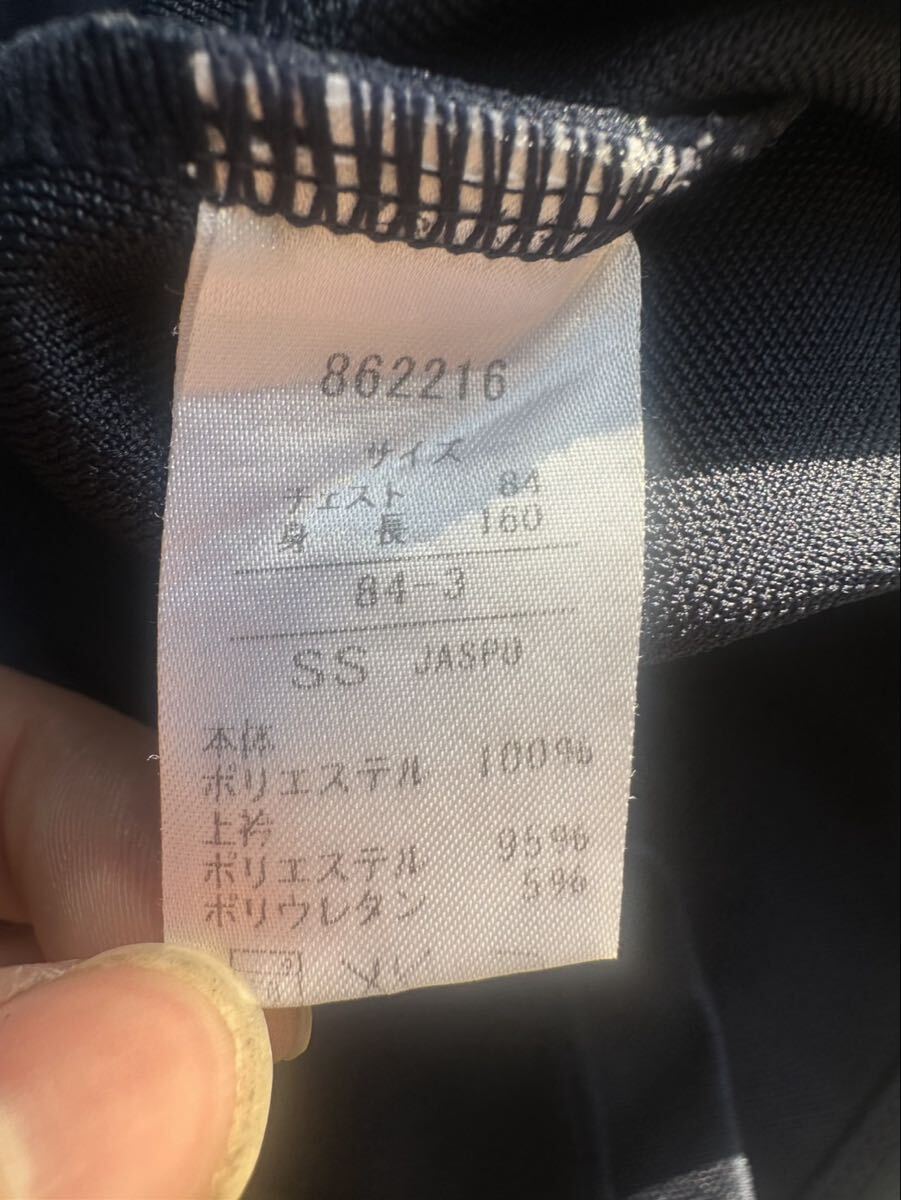 862216
サイズ
チェスト 84
身 長 160
84-3
SS JASPO
本体
ポリエステル 100%
上衿
ポリエステル 95%
ポリウレタン 5%